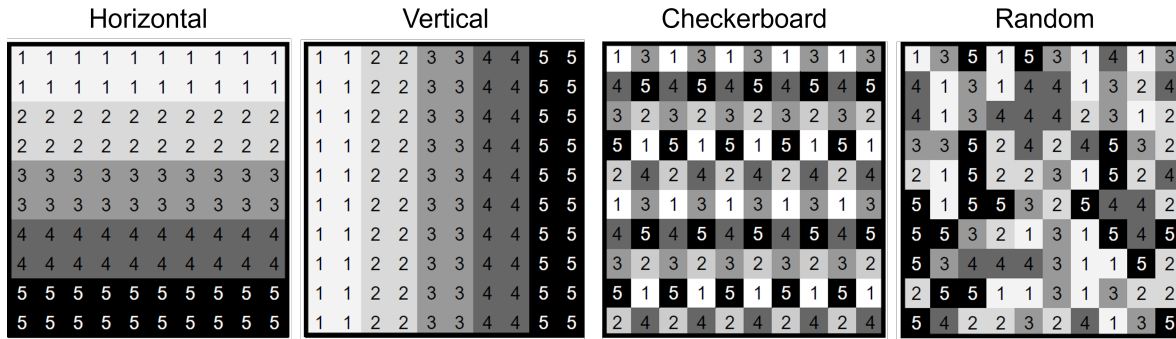 Horizontal
1 1 1 1 1 1 1 1 1 1
1 1 1 1 1 1 1 1 1 1
2 2 2 2 2 2 2 2 2 2
2 2 2 2 2 2 2 2 2 2
3 3 3 3 3 3 3 3 3 3
3 3 3 3 3 3 3 3 3 3
4 4 4 4 4 4 4 4 4 4
4 4 4 4 4 4 4 4 4 4
5 5 5 5 5 5 5 5 5 5
5 5 5 5 5 5 5 5 5 5
Vertical
1 1 2 2 3 3 4 4 5 5
1 1 2 2 3 3 4 4 5 5
1 1 2 2 3 3 4 4 5 5
1 1 2 2 3 3 4 4 5 5
1 1 2 2 3 3 4 4 5 5
1 1 2 2 3 3 4 4 5 5
1 1 2 2 3 3 4 4 5 5
1 1 2 2 3 3 4 4 5 5
1 1 2 2 3 3 4 4 5 5
1 1 2 2 3 3 4 4 5 5
Checkerboard
1 3 1 3 1 3 1 3 1 3
4 5 4 5 4 5 4 5 4 5
3 2 3 2 3 2 3 2 3 2
5 1 5 1 5 1 5 1 5 1
2 4 2 4 2 4 2 4 2 4
1 3 1 3 1 3 1 3 1 3
4 5 4 5 4 5 4 5 4 5
3 2 3 2 3 2 3 2 3 2
5 1 5 1 5 1 5 1 5 1
2 4 2 4 2 4 2 4 2 4
Random
1 3 5 1 5 3 1 4 1 3
4 1 3 1 4 4 1 3 2 4
4 1 3 4 4 4 2 3 1 2
3 3 5 2 4 2 4 5 3 2
2 1 5 2 2 3 1 5 2 4
5 1 5 5 3 2 5 4 4 2
5 5 3 2 1 3 1 5 4 5
5 3 4 4 4 3 1 1 5 2
2 5 5 1 1 3 1 3 2 2
5 4 2 2 3 2 4 1 3 5